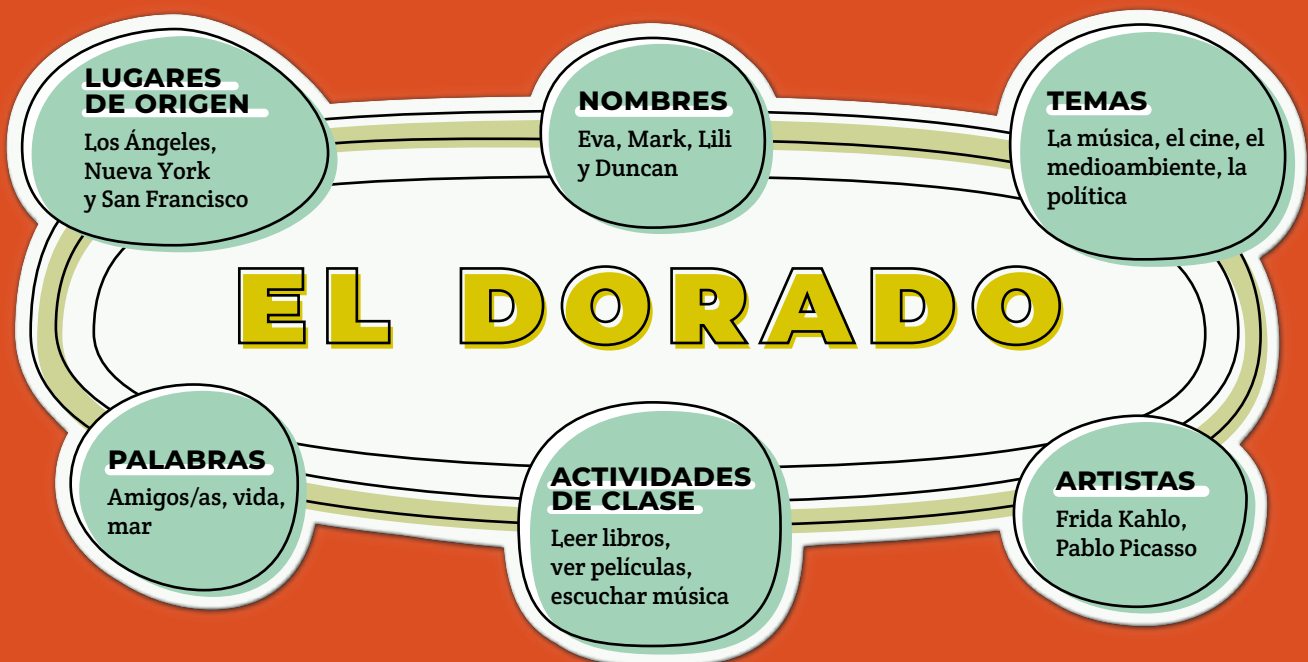 LUGARES
DE ORIGEN
Los Ángeles,
Nueva York
y San Francisco
NOMBRES
Eva, Mark, Lili
y Duncan
TEMAS
La música, el cine, el
medioambiente, la
política
EL DORADO
PALABRAS
Amigos/as, vida,
mar
ACTIVIDADES
DE CLASE
Leer libros,
ver películas,
escuchar música
ARTISTAS
Frida Kahlo,
Pablo Picasso